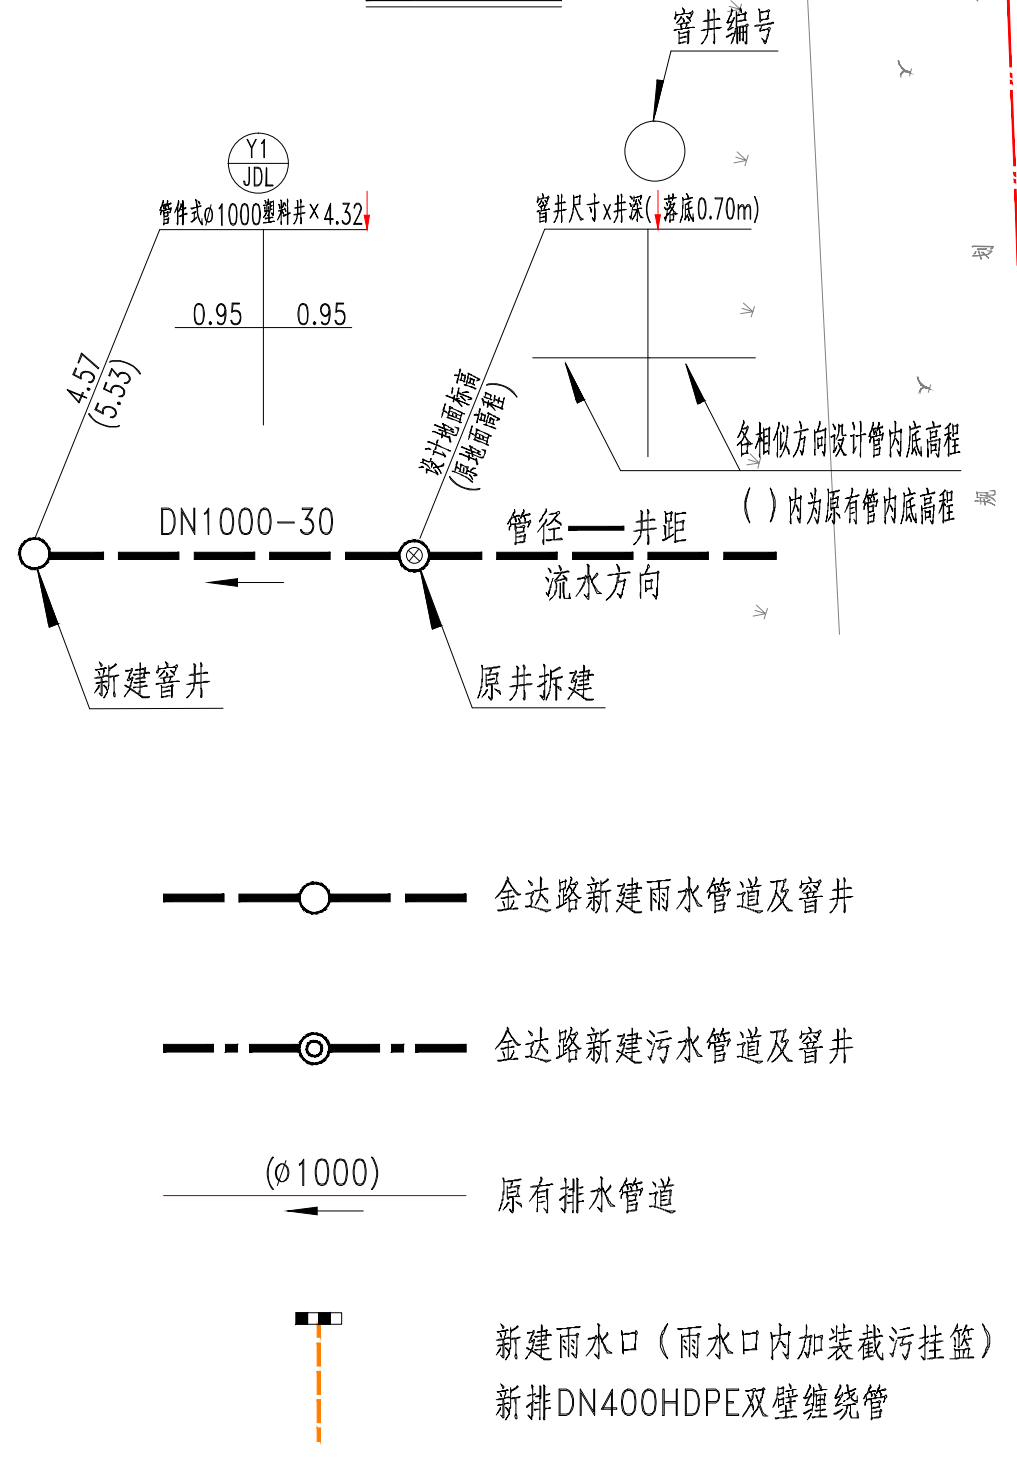 窨井编号
Y1
JDL
管件式ø1000塑料井×4.32
窨井尺寸x井深( 落底0.70m)
0.95 0.95
4.57
(5.53)
设计地面标高
(原地面高程)
各相似方向设计管内底高程
( ) 内为原有管内底高程
DN1000-30
管径——井距
流水方向
新建窨井
原井拆建
划
规
金达路新建雨水管道及窨井
金达路新建污水管道及窨井
(ø1000)
原有排水管道
新建雨水口（雨水口内加装截污挂篮）
新排DN400HDPE双壁缠绕管